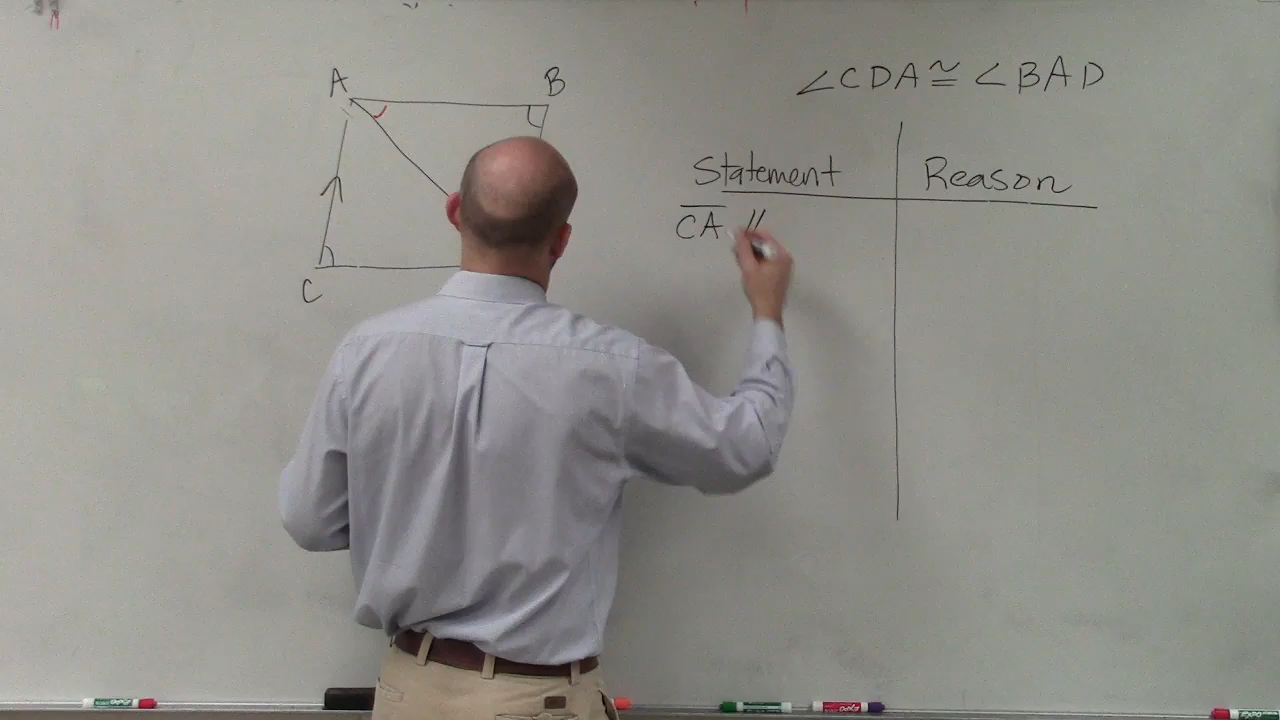 A
B
C
∠CDA ≅ ∠BAD
Statement
Reason
CA //